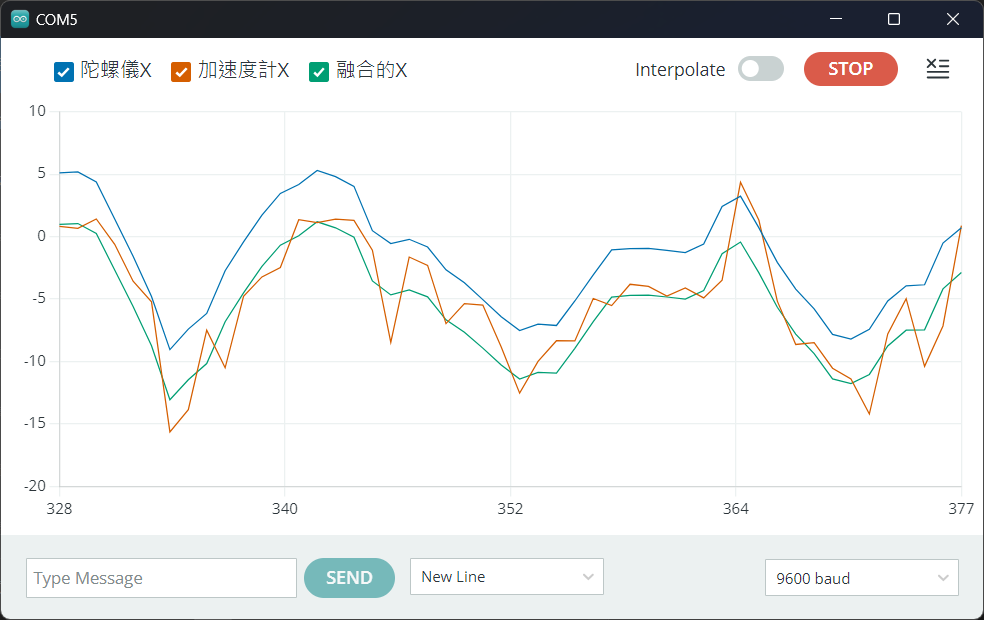 COM5
陀螺儀X 加速度計X 融合的X Interpolate STOP
10
5
0
-5
-10
-15
-20
328 340 352 364 377
Type Message SEND New Line 9600 baud